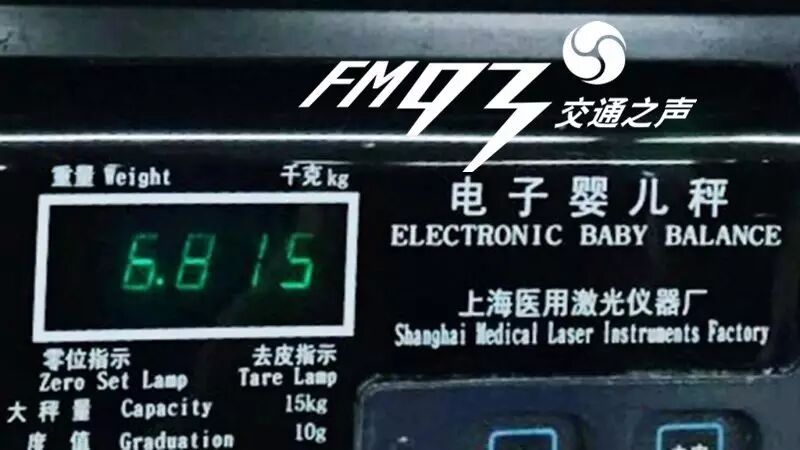 FM93
交通之声
重量 Weight 千克 kg
6.815
电子婴儿秤
ELECTRONIC BABY BALANCE
上海医用激光仪器厂
Shanghai Medical Laser Instruments Factory
零位指示 去皮指示
Zero Set Lamp Tare Lamp
大秤量 Capacity 15kg
度值 Graduation 10g